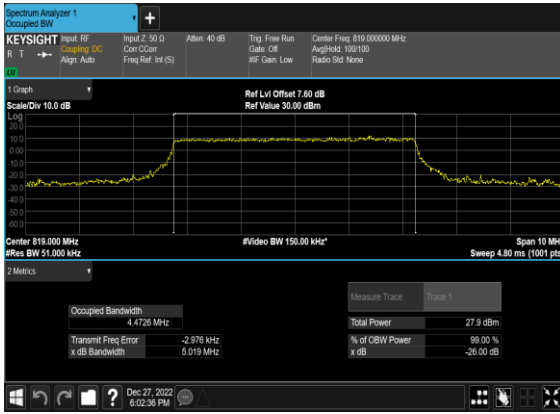 Spectrum Analyzer 1
Occupied BW
KEYSIGHT
R T
LXI
Input: RF
Coupling: DC
Align: Auto
Input Z: 50 Ω
Corr CCorr
Freq Ref: Int (S)
Atten: 40 dB
Trig: Free Run
Gate: Off
#IF Gain: Low
Center Freq: 819.000000 MHz
Avg|Hold: 100/100
Radio Std: None
1 Graph
Scale/Div 10.0 dB
Ref Lvl Offset 7.60 dB
Ref Value 30.00 dBm
Log
20.0
10.0
0.00
-10.0
-20.0
-30.0
-40.0
-50.0
-60.0
Center 819.000 MHz
#Res BW 51.000 kHz
#Video BW 150.00 kHz*
Span 10 MH
Sweep 4.80 ms (1001 pts
2 Metrics
Measure Trace
Trace 1
Occupied Bandwidth
4.4726 MHz
Total Power
27.9 dBm
Transmit Freq Error
-2.976 kHz
% of OBW Power
99.00 %
x dB Bandwidth
5.019 MHz
x dB
-26.00 dB
?
Dec 27, 2022
6:02:36 PM